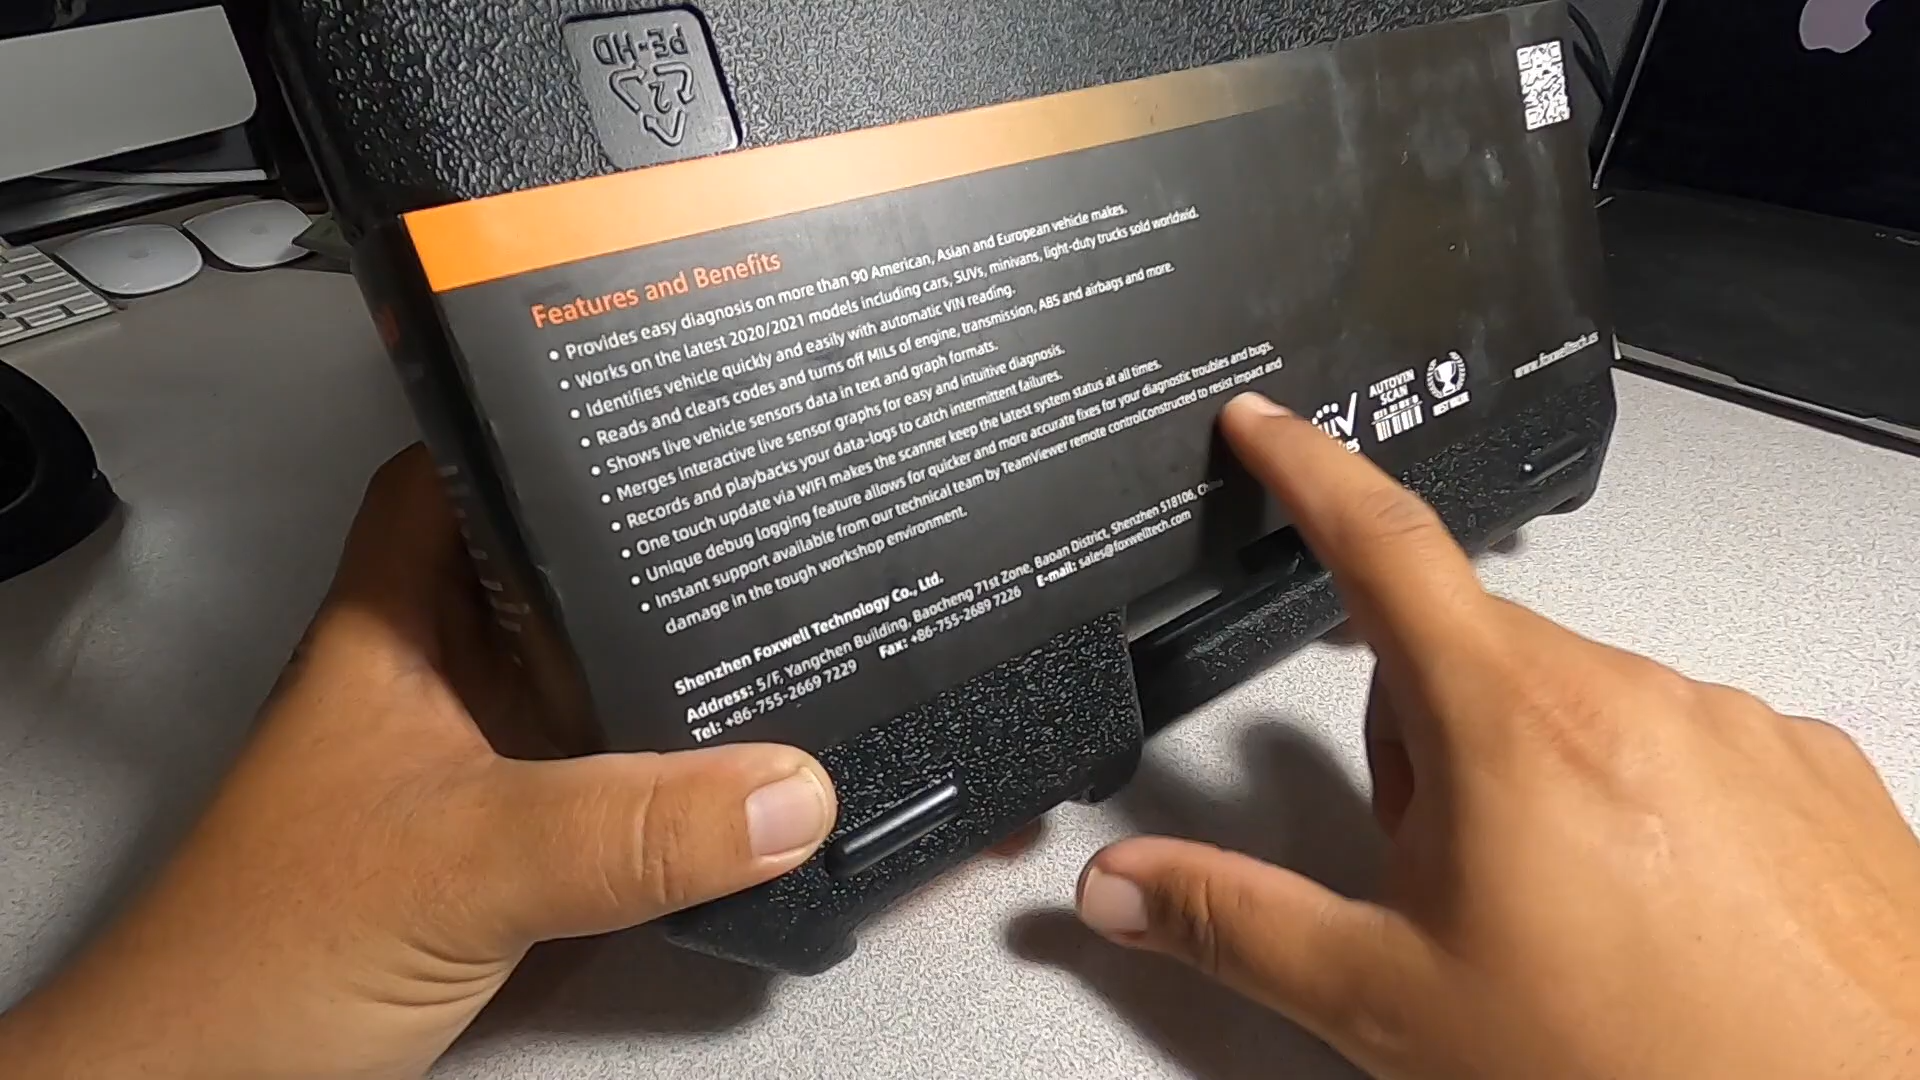 PE-HD
2
Features and Benefits
• Provides easy diagnosis on more than 90 American, Asian and European vehicle makes.
• Works on the latest 2020/2021 models including cars, SUVs, minivans, light-duty trucks sold worldwid.
• Identifies vehicle quickly and easily with automatic VIN reading.
• Reads and clears codes and turns off MILs of engine, transmission, ABS and airbags and more.
• Shows live vehicle sensors data in text and graph formats.
• Merges interactive live sensor graphs for easy and intuitive diagnosis.
• Records and playbacks your data-logs to catch intermittent failures.
• One touch update via WIFI makes the scanner keep the latest system status at all times.
• Unique debug logging feature allows for quicker and more accurate fixes for your diagnostic troubles and bugs.
• Instant support available from our technical team by TeamViewer remote controlConstructed to resist impact and
damage in the tough workshop environment.
Shenzhen Foxwell Technology Co., Ltd.
Address: 5/F, Yangchen Building, Baocheng 71st Zone, Baoan District, Shenzhen 518106, China
Tel: +86-755-2669 7229 Fax: +86-755-2689 7226 E-mail: sales@foxwelltech.com
AUTOVIN
SCAN
www.foxwelltech.us